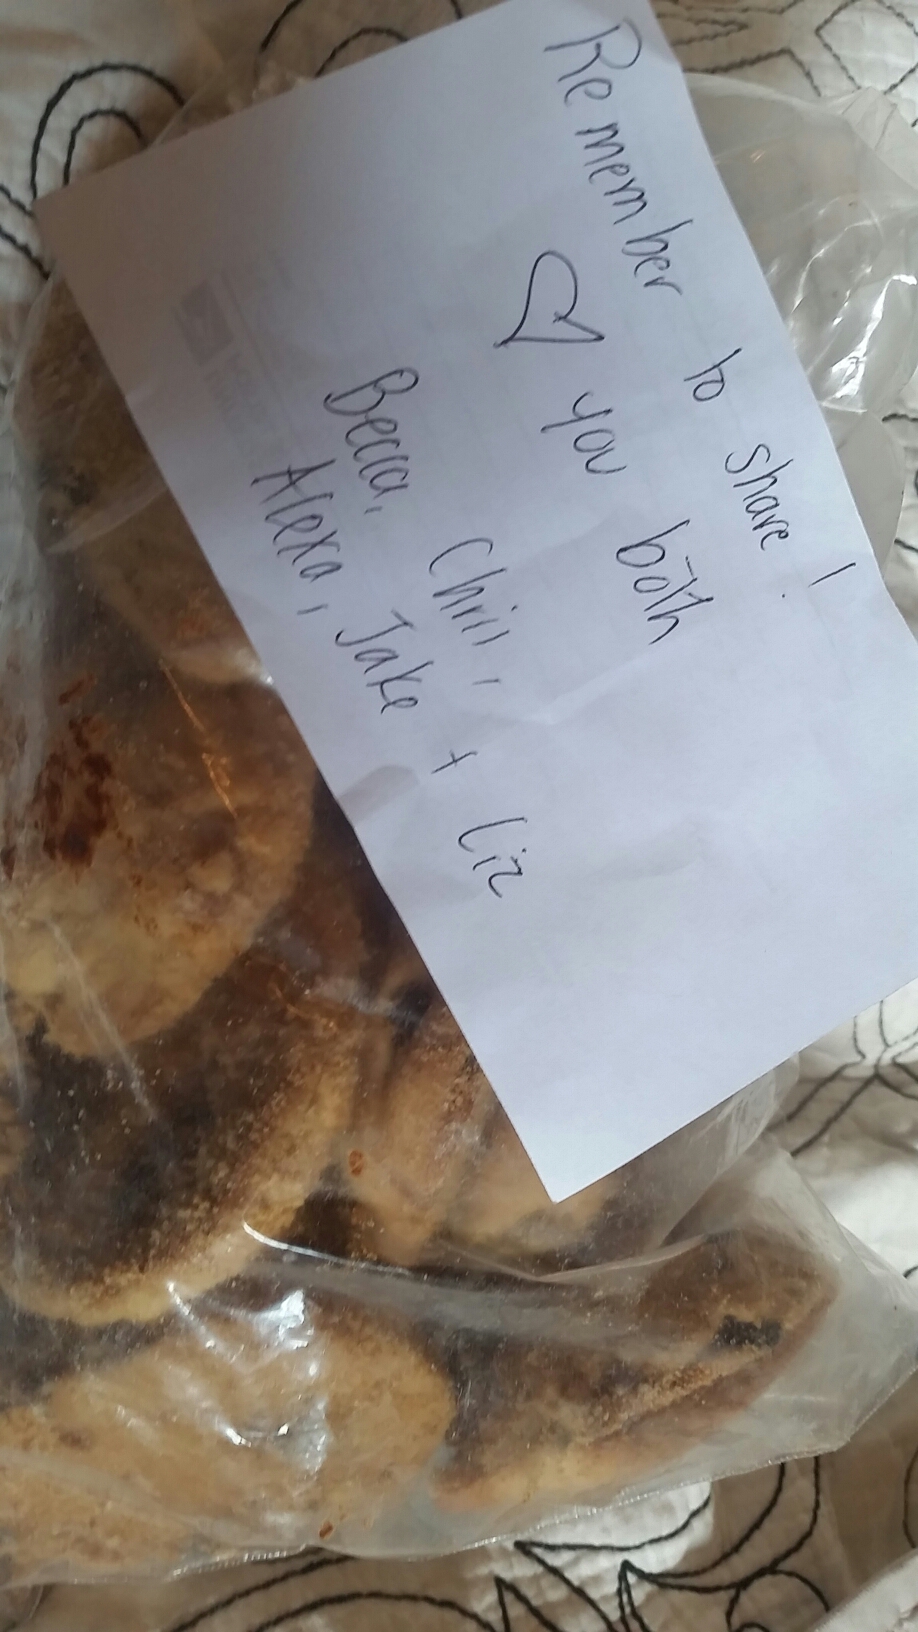 Remember to share!
♡ you both
Becca, Chris,
Alexa, Jake + Liz